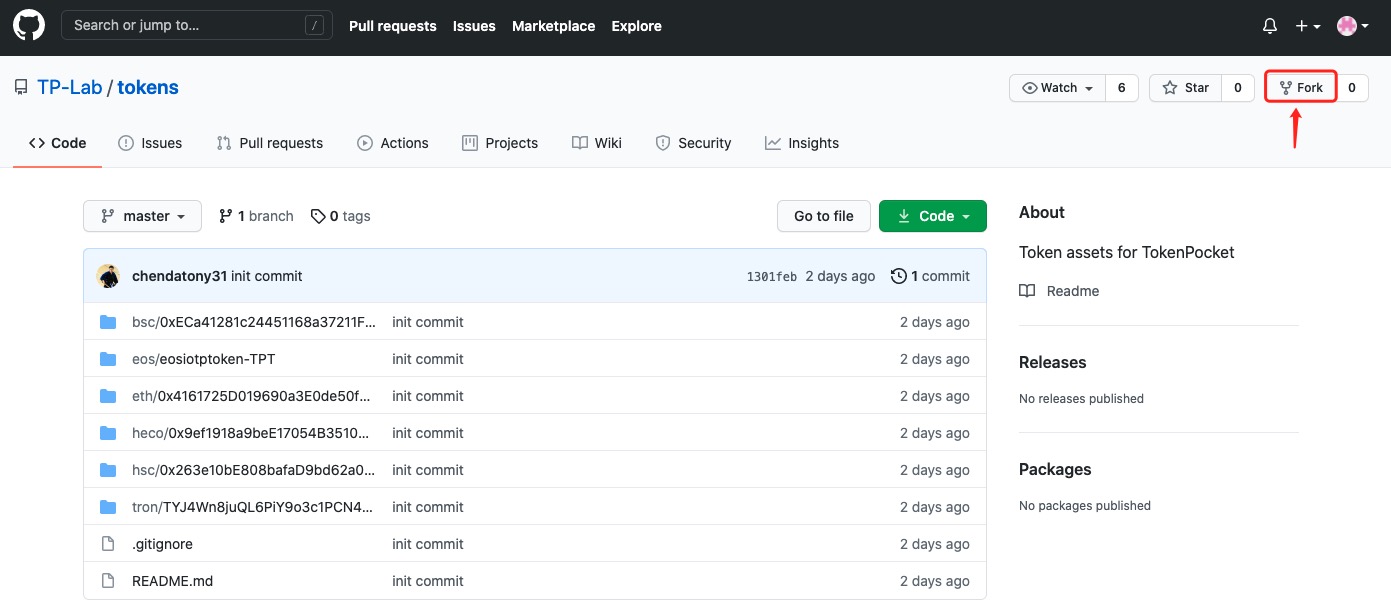 Search or jump to... / Pull requests Issues Marketplace Explore
TP-Lab / tokens Watch 6 Star 0 Fork 0
Code Issues Pull requests Actions Projects Wiki Security Insights
master 1 branch 0 tags Go to file Code
About
Token assets for TokenPocket
Readme
chendatony31 init commit 1301feb 2 days ago 1 commit
bsc/0xECa41281c24451168a37211F... init commit 2 days ago
eos/eosiotptoken-TPT init commit 2 days ago
eth/0x4161725D019690a3E0de50f... init commit 2 days ago
heco/0x9ef1918a9beE17054B3510... init commit 2 days ago
hsc/0x263e10bE808bafaD9bd62a0... init commit 2 days ago
tron/TYJ4Wn8juQL6PiY9o3c1PCN4... init commit 2 days ago
.gitignore init commit 2 days ago
README.md init commit 2 days ago
Releases
No releases published
Packages
No packages published